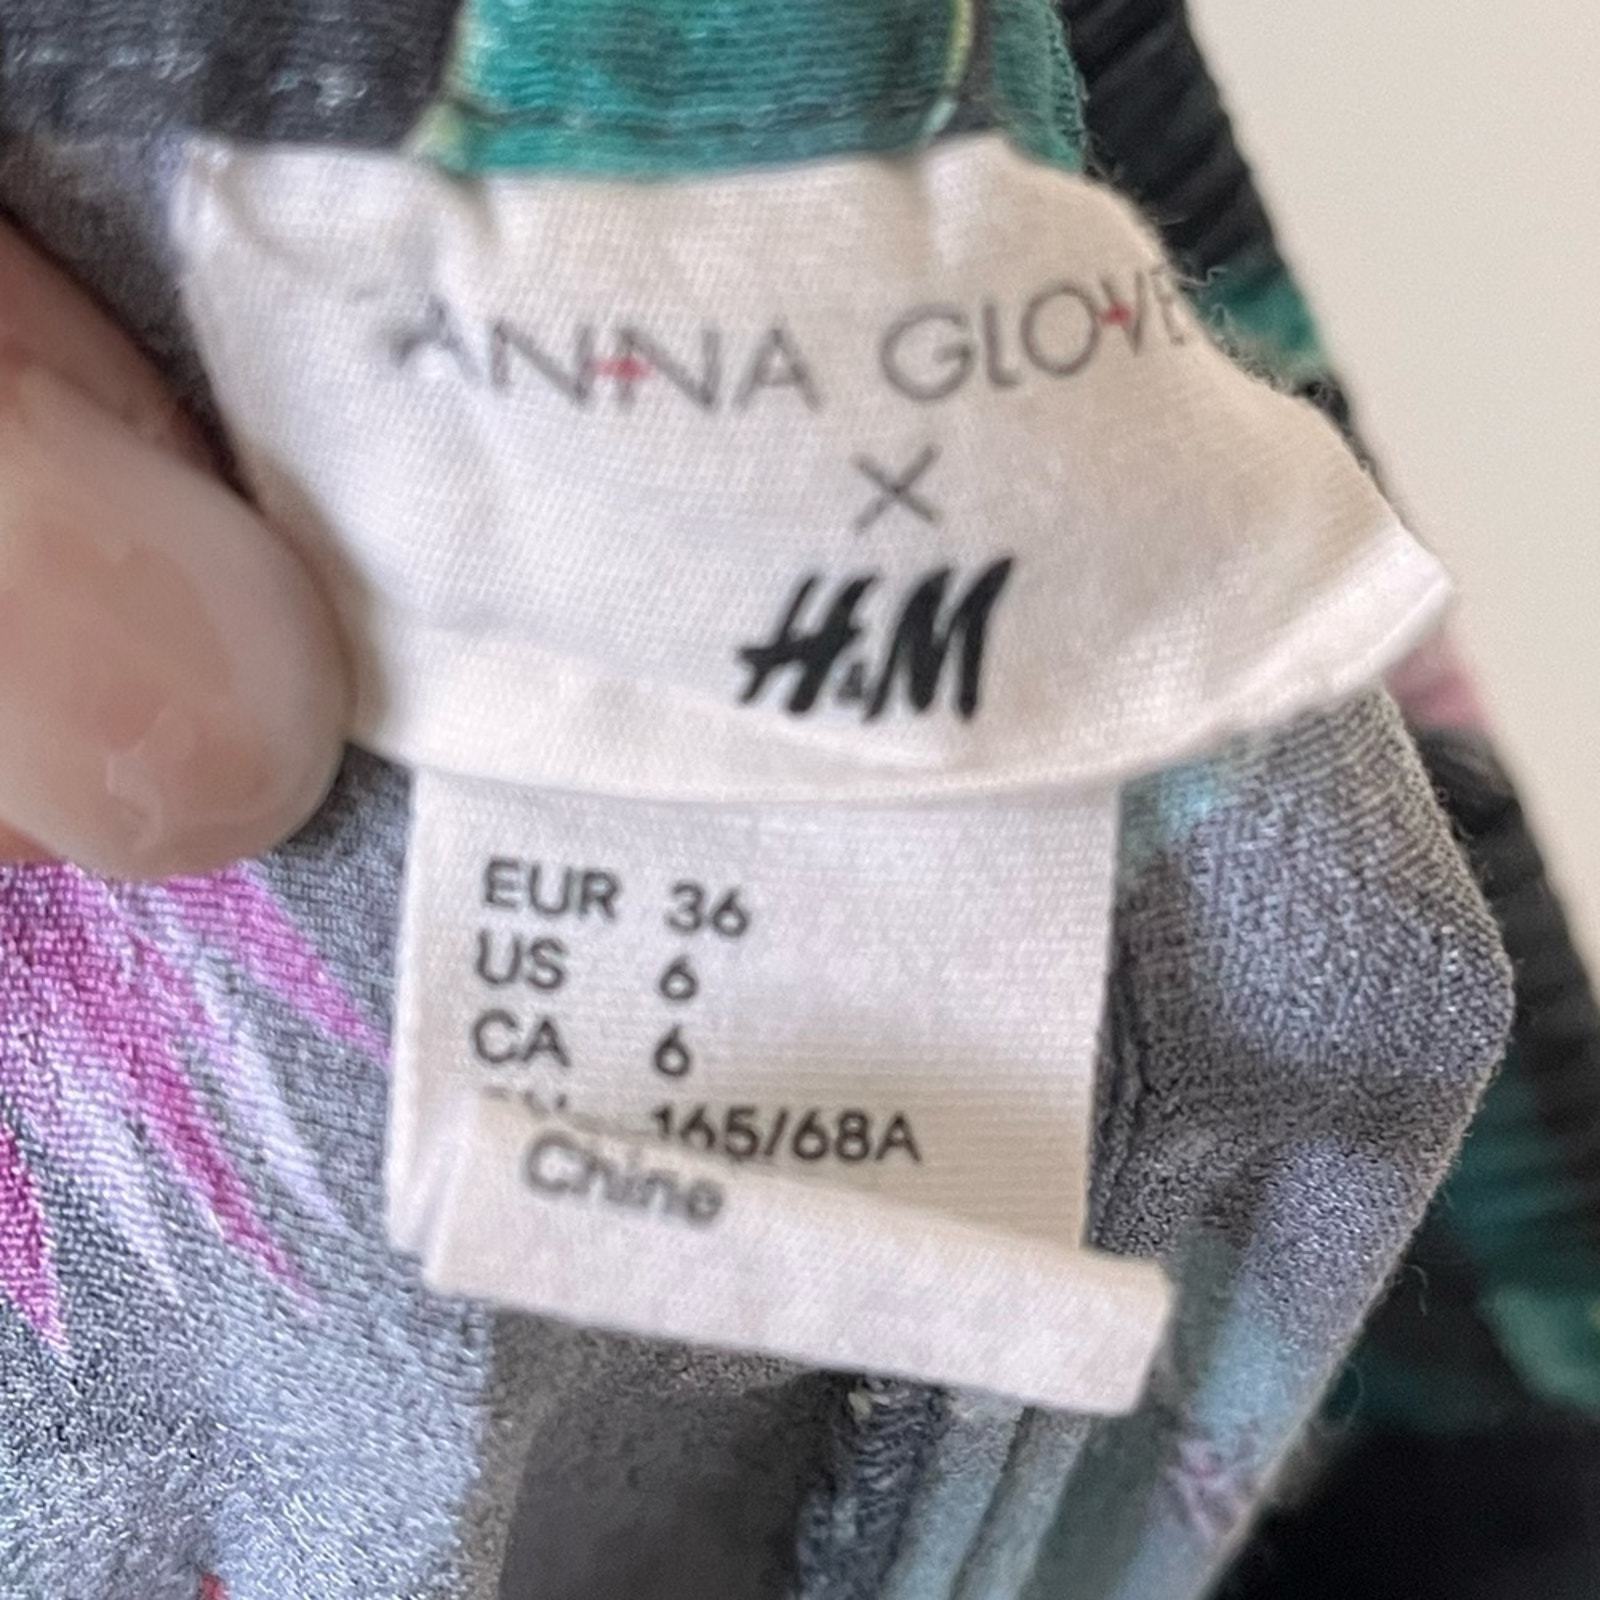 ANNA GLOVE
×
H&M
EUR 36
US 6
CA 6
165/68A
Chine